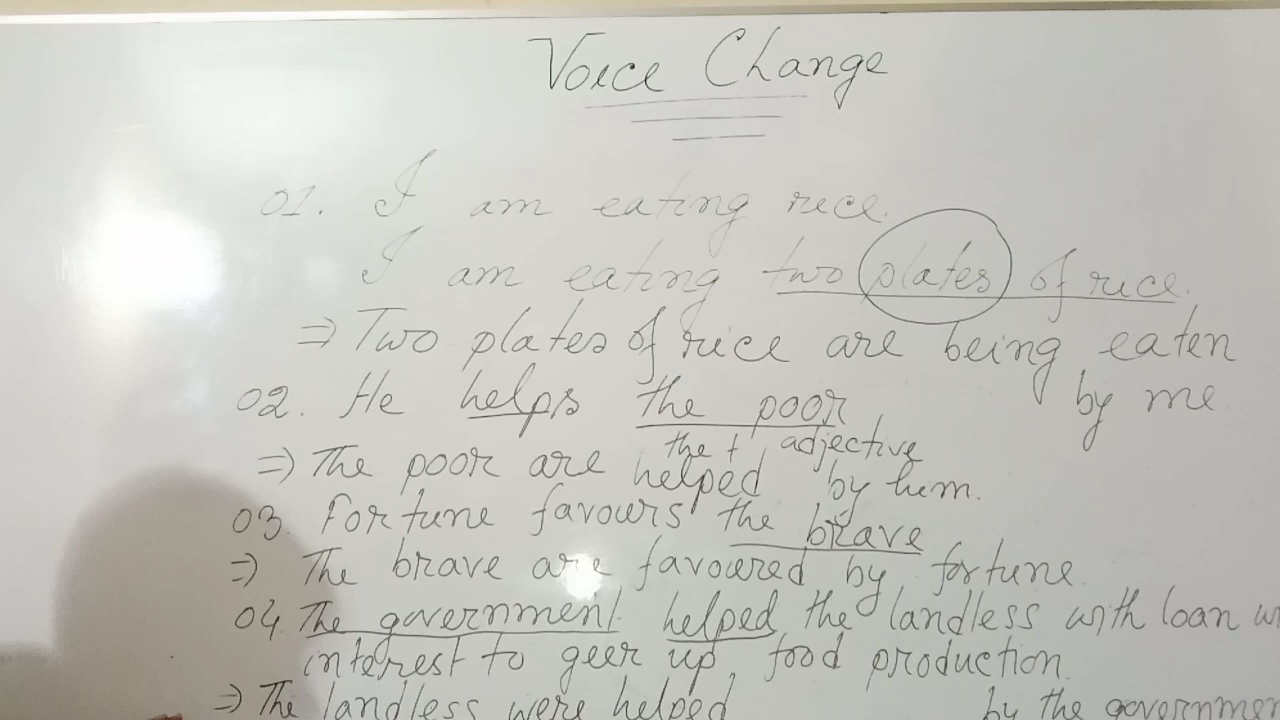 Voice Change
01. I am eating rice.
I am eating two plates of rice.
⇒ Two plates of rice are being eaten
by me
02. He helps the poor
the + adjective
⇒ The poor are helped by him.
03. Fortune favours the brave
⇒ The brave are favoured by fortune.
04. The government helped the landless with loan
interest to geer up food production.
⇒ The landless were helped by the